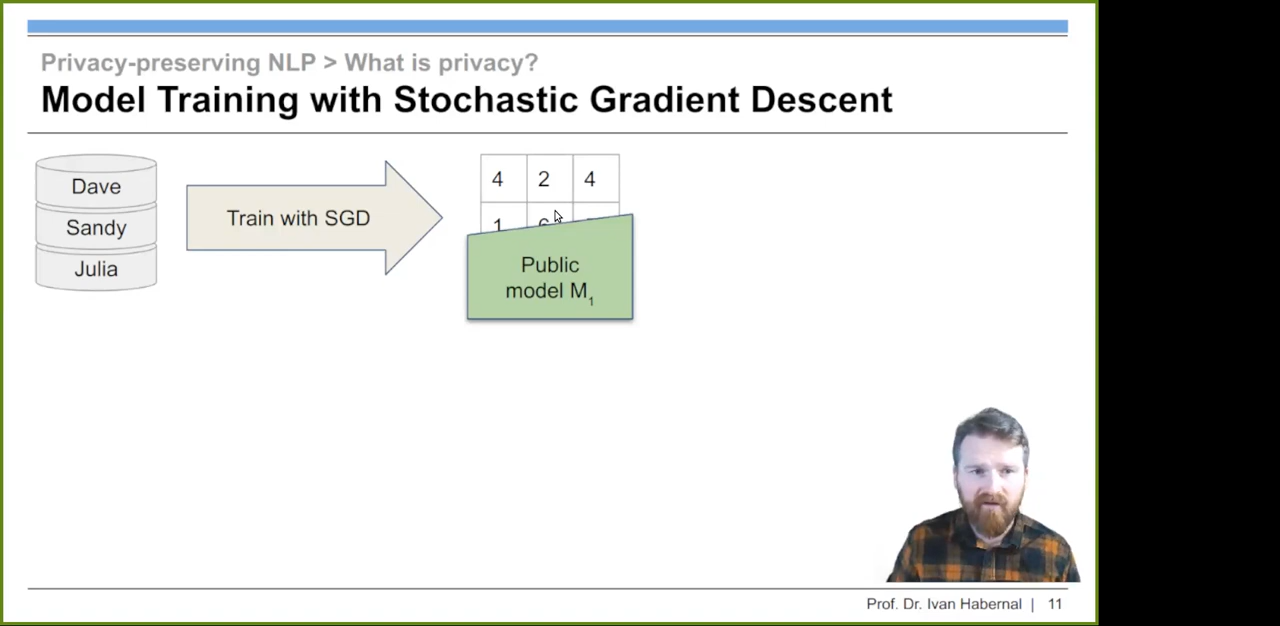 Privacy-preserving NLP > What is privacy?
Model Training with Stochastic Gradient Descent
Dave
Sandy
Julia
Train with SGD
4 2 4
1
Public
model M₁
Prof. Dr. Ivan Habernal | 11